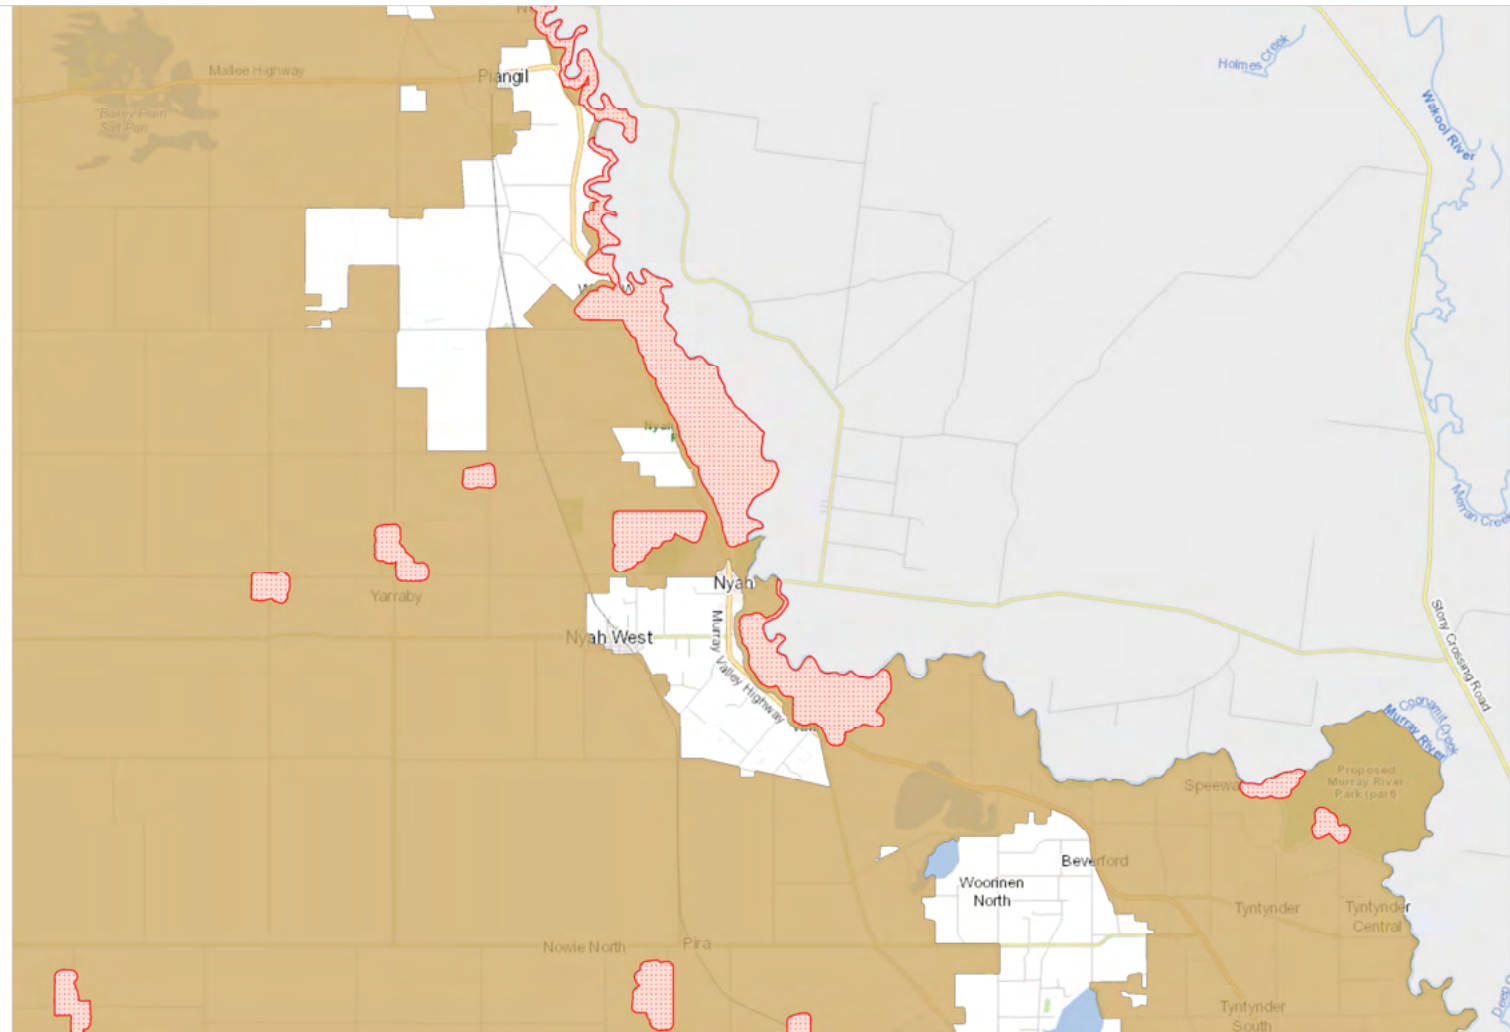 Holmes Creek
Mallee Highway
Piangil
Bailey Plain
Salt Pan
Wakool River
Merran Creek
Yarraby
Nyah
Nyah West
Murray Valley Highway
Stony Crossing Road
Coonamit Creek
Murray River
Proposed
Murray River
Park (part)
Beverford
Woorinen
North
Tyntynder
Tyntynder
Central
Nowie North
Pira
Tyntynder
South